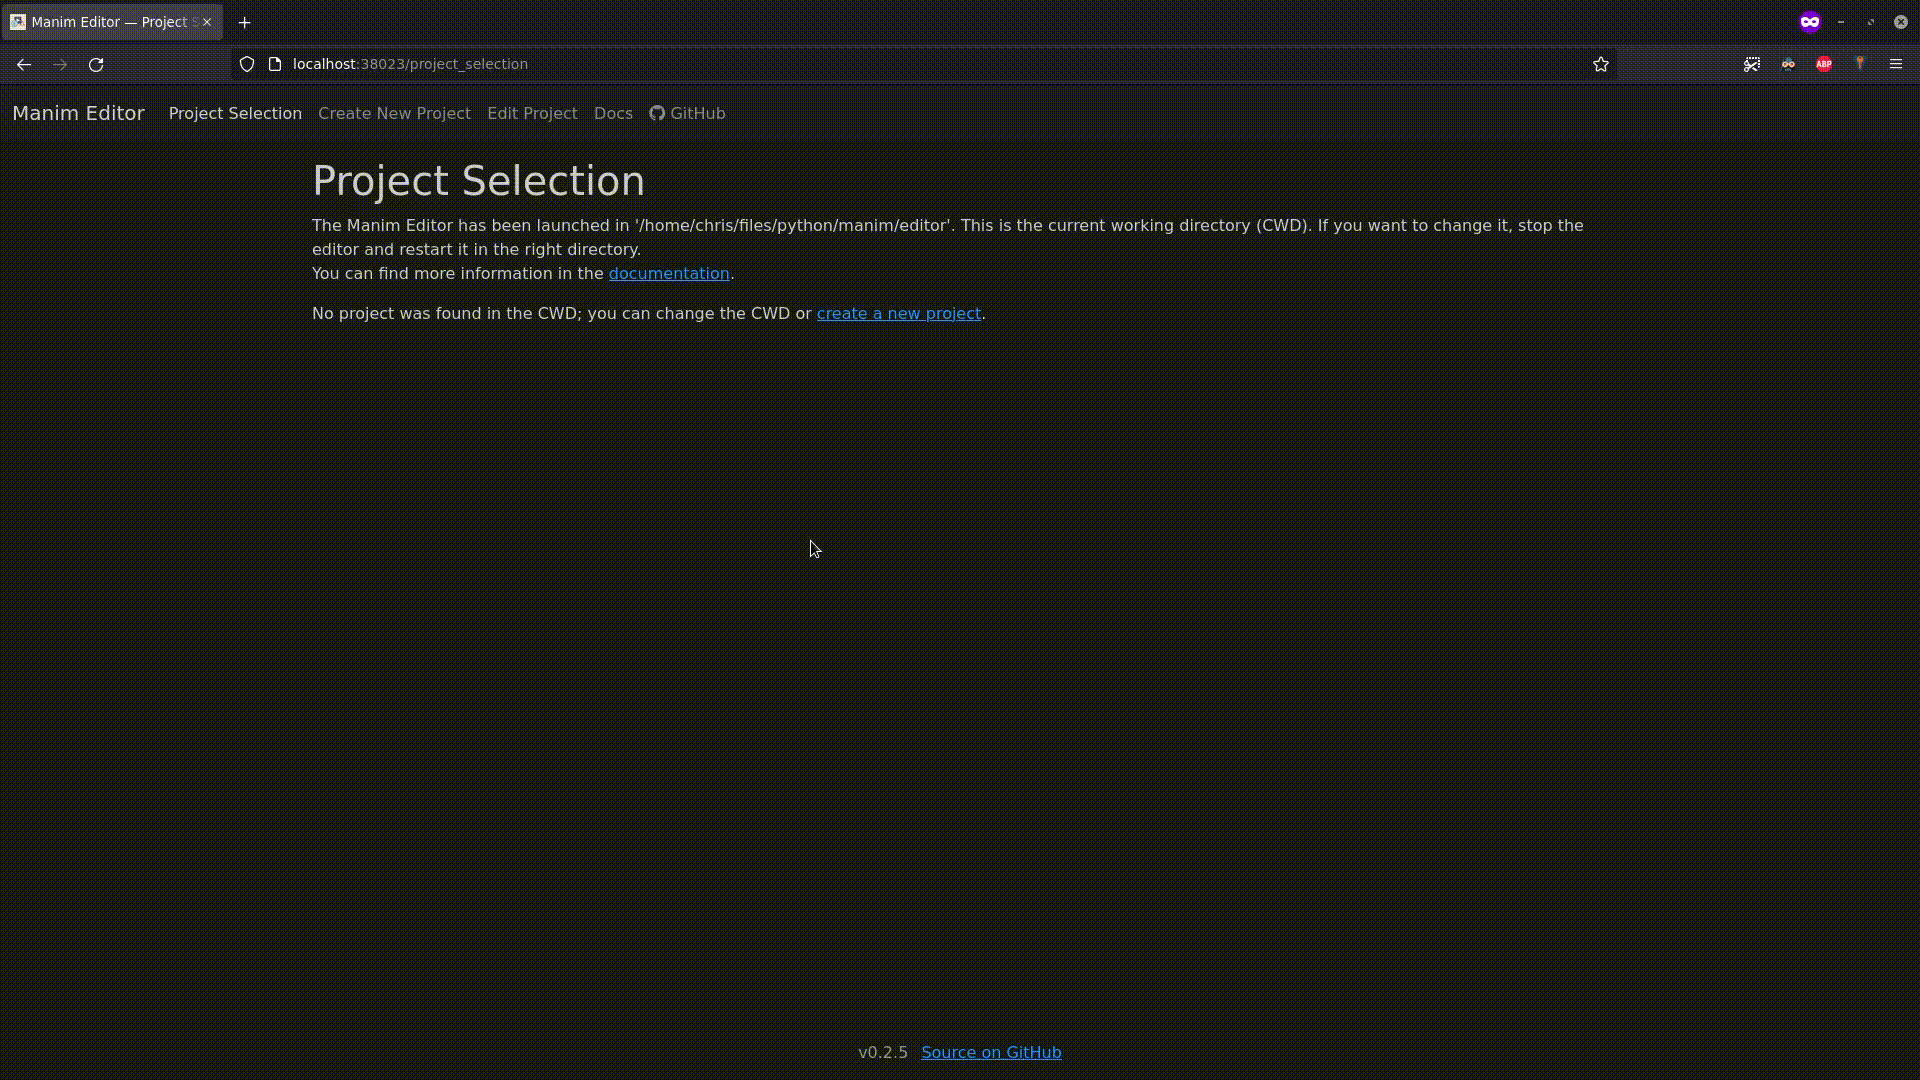 Manim Editor — Project S
localhost:38023/project_selection
ABP
Manim Editor Project Selection Create New Project Edit Project Docs GitHub
Project Selection
The Manim Editor has been launched in '/home/chris/files/python/manim/editor'. This is the current working directory (CWD). If you want to change it, stop the
editor and restart it in the right directory.
You can find more information in the documentation.
No project was found in the CWD; you can change the CWD or create a new project.
v0.2.5 Source on GitHub